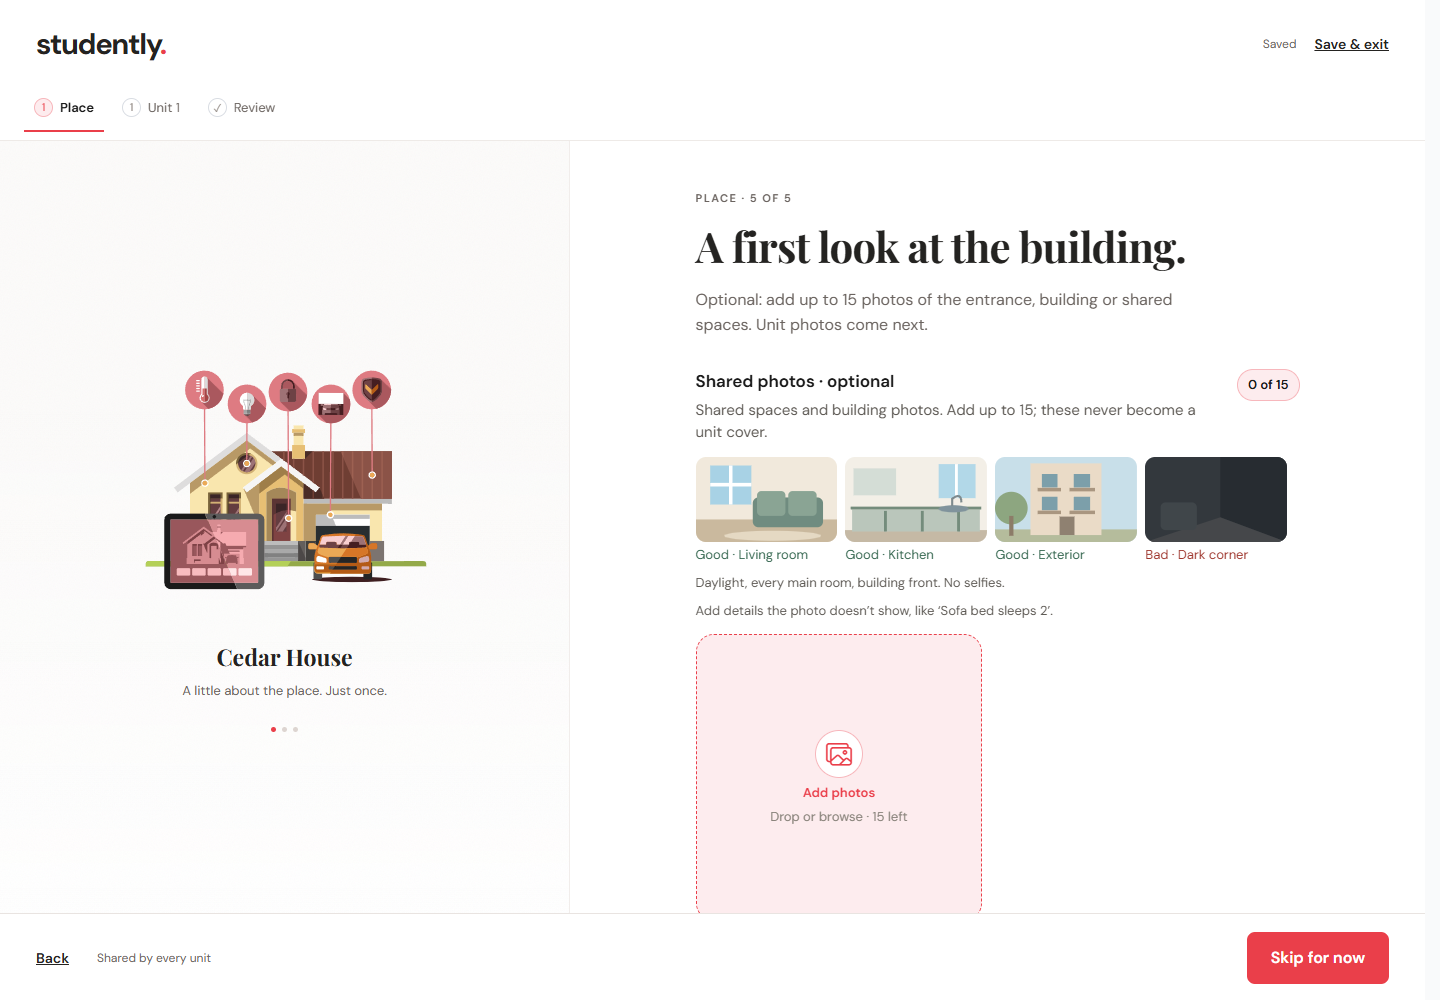 studently.
Saved
Save & exit
1 Place
1 Unit 1
✓ Review
PLACE · 5 OF 5
A first look at the building.
Optional: add up to 15 photos of the entrance, building or shared
spaces. Unit photos come next.
Shared photos · optional
0 of 15
Shared spaces and building photos. Add up to 15; these never become a
unit cover.
Good · Living room
Good · Kitchen
Good · Exterior
Bad · Dark corner
Daylight, every main room, building front. No selfies.
Add details the photo doesn’t show, like ‘Sofa bed sleeps 2’.
Add photos
Drop or browse · 15 left
Cedar House
A little about the place. Just once.
Back
Shared by every unit
Skip for now